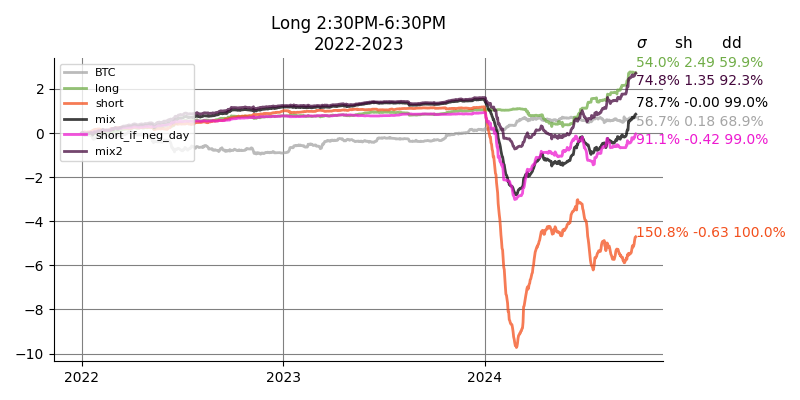 Long 2:30PM-6:30PM
2022-2023
σ sh dd
54.0% 2.49 59.9%
74.8% 1.35 92.3%
78.7% -0.00 99.0%
56.7% 0.18 68.9%
91.1% -0.42 99.0%
150.8% -0.63 100.0%
BTC
long
short
mix
short_if_neg_day
mix2
2
0
−2
−4
−6
−8
−10
2022 2023 2024